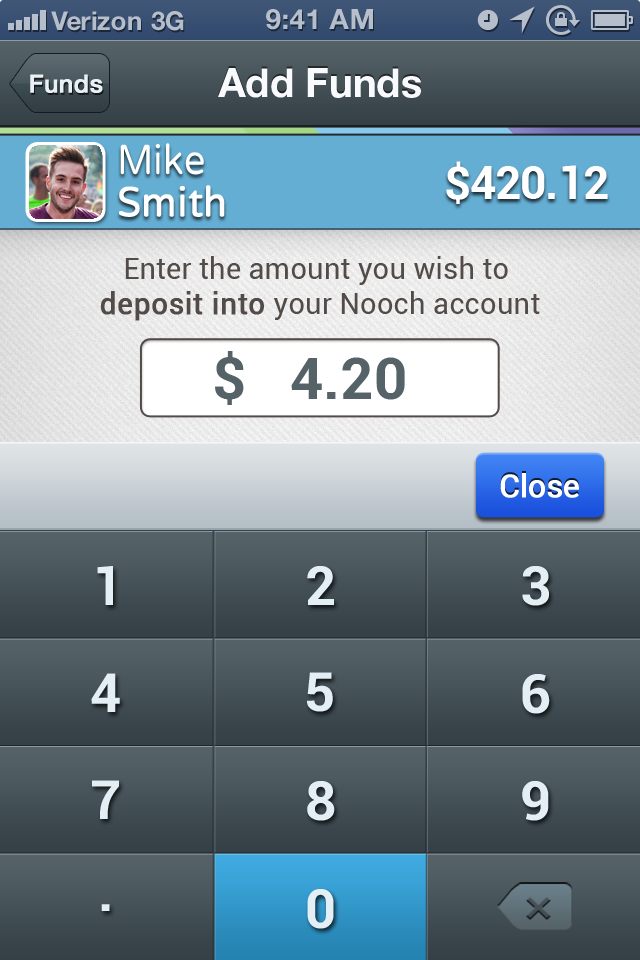 Verizon 3G 9:41 AM
Funds Add Funds
Mike
Smith
$420.12
Enter the amount you wish to
deposit into your Nooch account
$ 4.20
Close
1 2 3
4 5 6
7 8 9
. 0